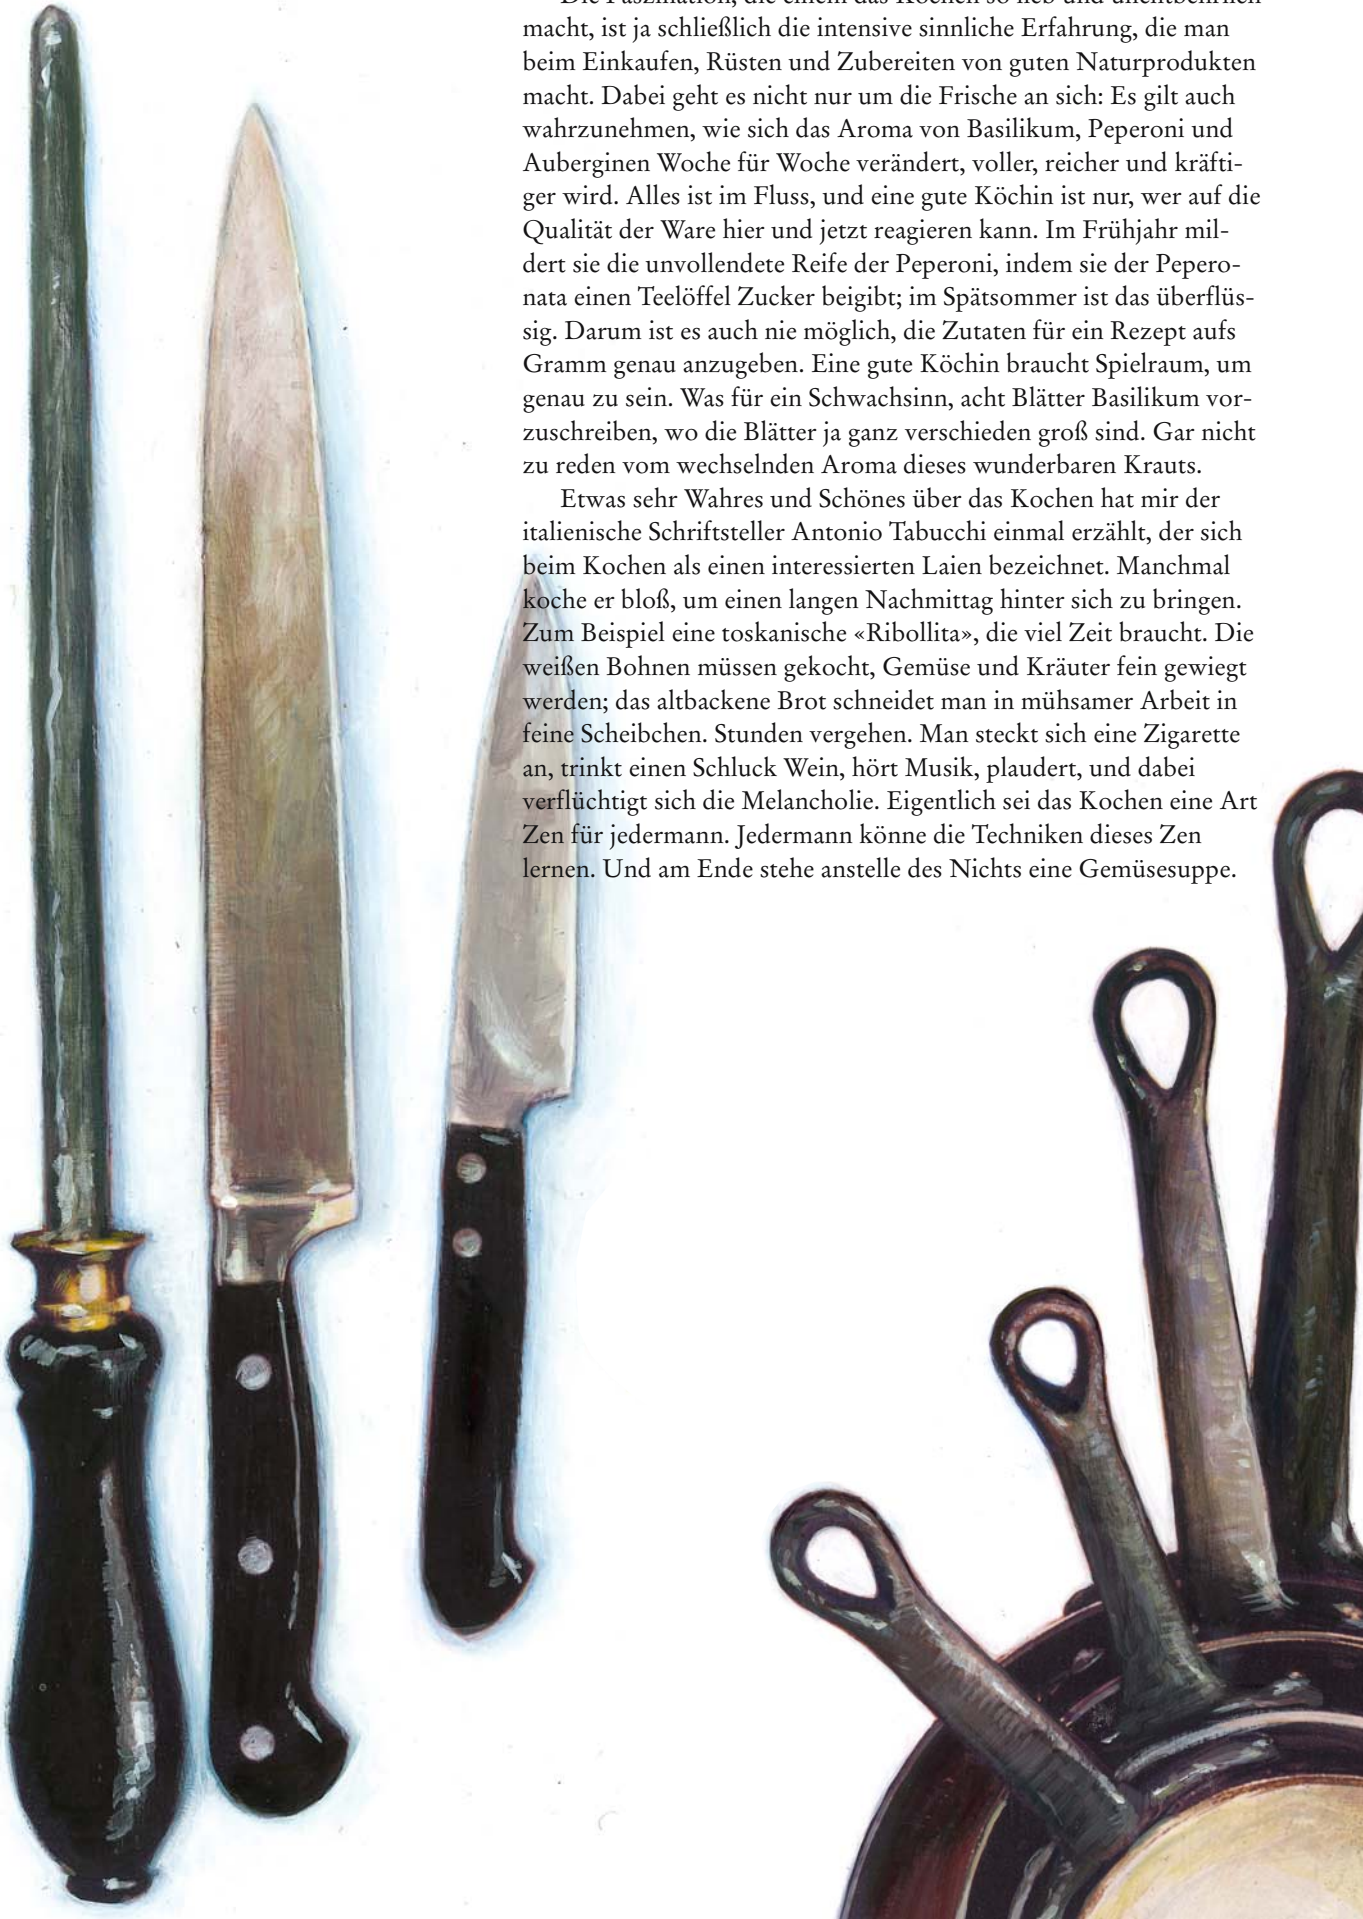 Die Faszination, die einem das Kochen so lieb und unentbehrlich
macht, ist ja schließlich die intensive sinnliche Erfahrung, die man
beim Einkaufen, Rüsten und Zubereiten von guten Naturprodukten
macht. Dabei geht es nicht nur um die Frische an sich: Es gilt auch
wahrzunehmen, wie sich das Aroma von Basilikum, Peperoni und
Auberginen Woche für Woche verändert, voller, reicher und kräfti-
ger wird. Alles ist im Fluss, und eine gute Köchin ist nur, wer auf die
Qualität der Ware hier und jetzt reagieren kann. Im Frühjahr mil-
dert sie die unvollendete Reife der Peperoni, indem sie der Pepero-
nata einen Teelöffel Zucker beigibt; im Spätsommer ist das überflüs-
sig. Darum ist es auch nie möglich, die Zutaten für ein Rezept aufs
Gramm genau anzugeben. Eine gute Köchin braucht Spielraum, um
genau zu sein. Was für ein Schwachsinn, acht Blätter Basilikum vor-
zuschreiben, wo die Blätter ja ganz verschieden groß sind. Gar nicht
zu reden vom wechselnden Aroma dieses wunderbaren Krauts.
Etwas sehr Wahres und Schönes über das Kochen hat mir der
italienische Schriftsteller Antonio Tabucchi einmal erzählt, der sich
beim Kochen als einen interessierten Laien bezeichnet. Manchmal
koche er bloß, um einen langen Nachmittag hinter sich zu bringen.
Zum Beispiel eine toskanische «Ribollita», die viel Zeit braucht. Die
weißen Bohnen müssen gekocht, Gemüse und Kräuter fein gewiegt
werden; das altbackene Brot schneidet man in mühsamer Arbeit in
feine Scheibchen. Stunden vergehen. Man steckt sich eine Zigarette
an, trinkt einen Schluck Wein, hört Musik, plaudert, und dabei
verflüchtigt sich die Melancholie. Eigentlich sei das Kochen eine Art
Zen für jedermann. Jedermann könne die Techniken dieses Zen
lernen. Und am Ende stehe anstelle des Nichts eine Gemüsesuppe.